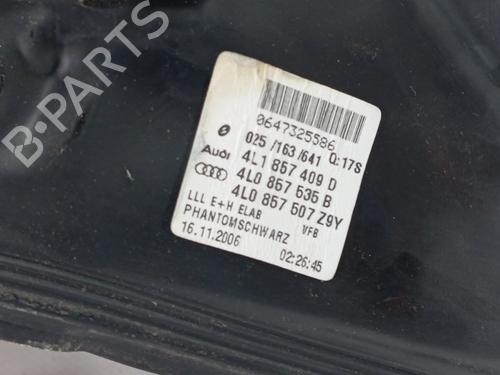 0647325586
025 /163/641 Q:17S
Audi 4L1 857 409 D
4L0 857 535 B
4L0 857 507 Z9Y
LLL E+H ELAB VFB
PHANTOMSCHWARZ
16.11.2006 02:26:45
B-PARTS